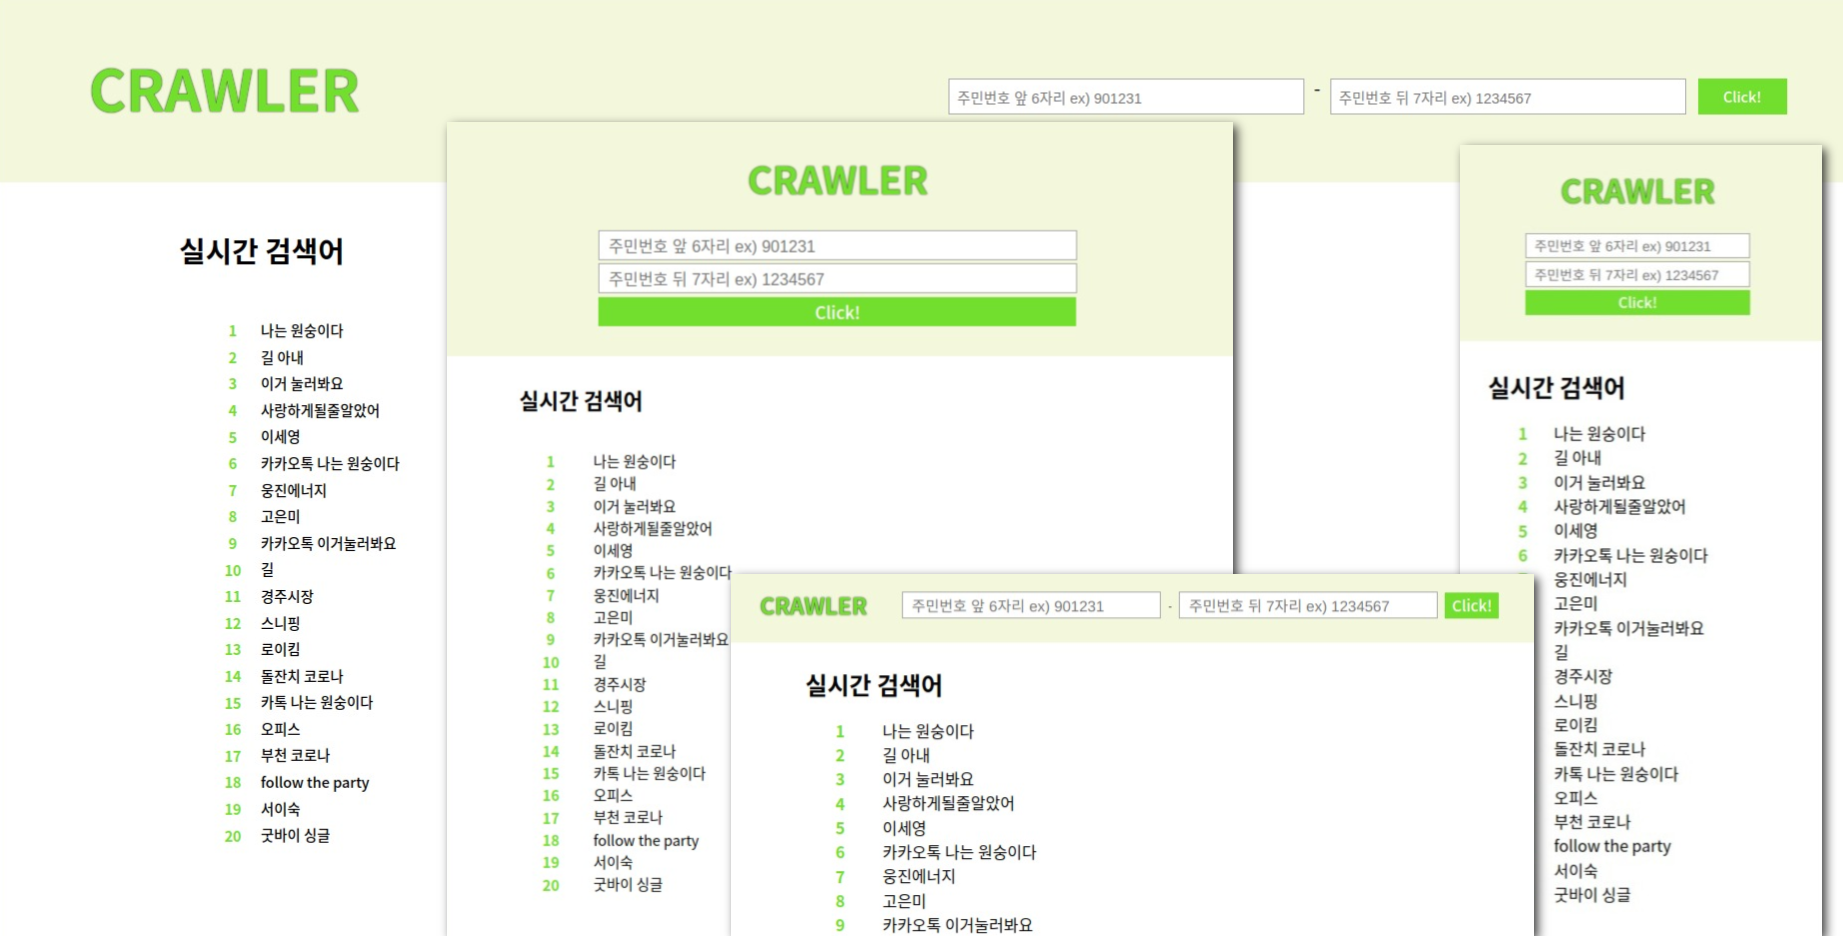 CRAWLER
주민번호 앞 6자리 ex) 901231 - 주민번호 뒤 7자리 ex) 1234567 Click!
실시간 검색어
1 나는 원숭이다
2 길 아내
3 이거 눌러봐요
4 사랑하게될줄알았어
5 이세영
6 카카오톡 나는 원숭이다
7 웅진에너지
8 고은미
9 카카오톡 이거눌러봐요
10 길
11 경주시장
12 스니핑
13 로이킴
14 돌잔치 코로나
15 카톡 나는 원숭이다
16 오피스
17 부천 코로나
18 follow the party
19 서이숙
20 굿바이 싱글
CRAWLER
주민번호 앞 6자리 ex) 901231
주민번호 뒤 7자리 ex) 1234567
Click!
실시간 검색어
1 나는 원숭이다
2 길 아내
3 이거 눌러봐요
4 사랑하게될줄알았어
5 이세영
6 카카오톡 나는 원숭이다
7 웅진에너지
8 고은미
9 카카오톡 이거눌러봐요
10 길
11 경주시장
12 스니핑
13 로이킴
14 돌잔치 코로나
15 카톡 나는 원숭이다
16 오피스
17 부천 코로나
18 follow the party
19 서이숙
20 굿바이 싱글
CRAWLER 주민번호 앞 6자리 ex) 901231 - 주민번호 뒤 7자리 ex) 1234567 Click!
실시간 검색어
1 나는 원숭이다
2 길 아내
3 이거 눌러봐요
4 사랑하게될줄알았어
5 이세영
6 카카오톡 나는 원숭이다
7 웅진에너지
8 고은미
9 카카오톡 이거눌러봐요
CRAWLER
주민번호 앞 6자리 ex) 901231
주민번호 뒤 7자리 ex) 1234567
Click!
실시간 검색어
1 나는 원숭이다
2 길 아내
3 이거 눌러봐요
4 사랑하게될줄알았어
5 이세영
6 카카오톡 나는 원숭이다
웅진에너지
고은미
카카오톡 이거눌러봐요
길
경주시장
스니핑
로이킴
돌잔치 코로나
카톡 나는 원숭이다
오피스
부천 코로나
follow the party
서이숙
굿바이 싱글